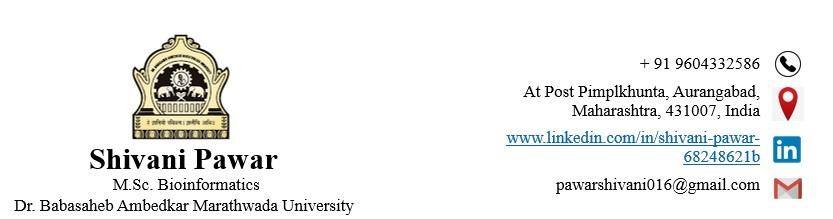 Shivani Pawar
M.Sc. Bioinformatics
Dr. Babasaheb Ambedkar Marathwada University
+ 91 9604332586
At Post Pimplkhunta, Aurangabad,
Maharashtra, 431007, India
www.linkedin.com/in/shivani-pawar-
68248621b
pawarshivani016@gmail.com
in